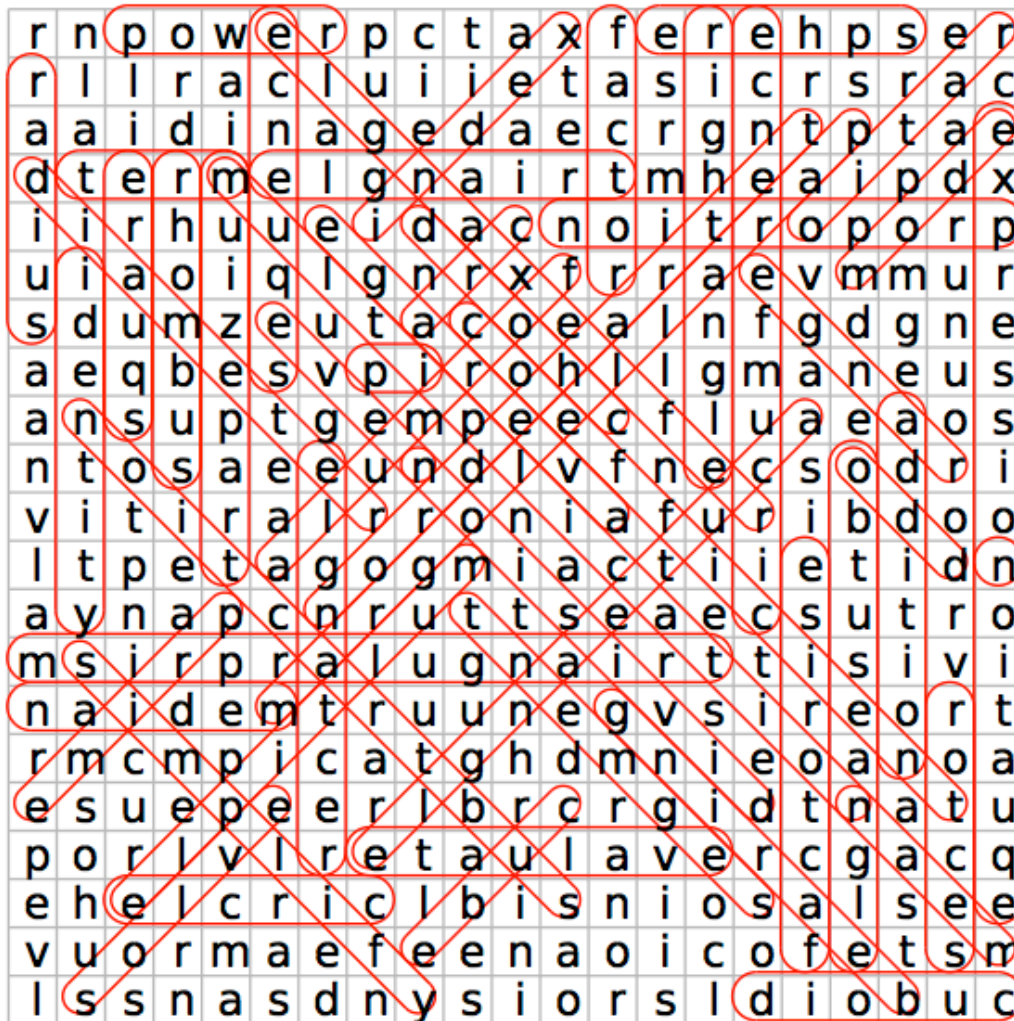 r n p o w e r p c t a x f e r e h p s e r
r l l r a c l u i i e t a s i c r s r a c
a a i d i n a g e d a e c r g n t p t a e
d t e r m e l g n a i r t m h e a i p d x
i i r h u u e i d a c n o i t r o p o r p
u i a o i q l g n r x f r r a e v m m u r
s d u m z e u t a c o e a l n f g d g n e
a e q b e s v p i r o h l l g m a n e u s
a n s u p t g e m p e e c f l u a e a o s
n t o s a e e u n d l v f n e c s o d r i
v i t i r a l r r o n i a f u r i b d o o
l t p e t a g o g m i a c t i i e t i d n
a y n a p c n r u t t s e a e c s u t r o
m s i r p r a l u g n a i r t t i s i v i
n a i d e m t r u u n e g v s i r e o r t
r m c m p i c a t g h d m n i e o a n o a
e s u e p e e r l b r c r g i d t n a t u
p o r l v l r e t a u l a v e r c g a c q
e h e l c r i c l b i s n i o s a l s e e
v u o r m a e f e e n a o i c o f e t s m
l s s n a s d n y s i o r s l d i o b u c